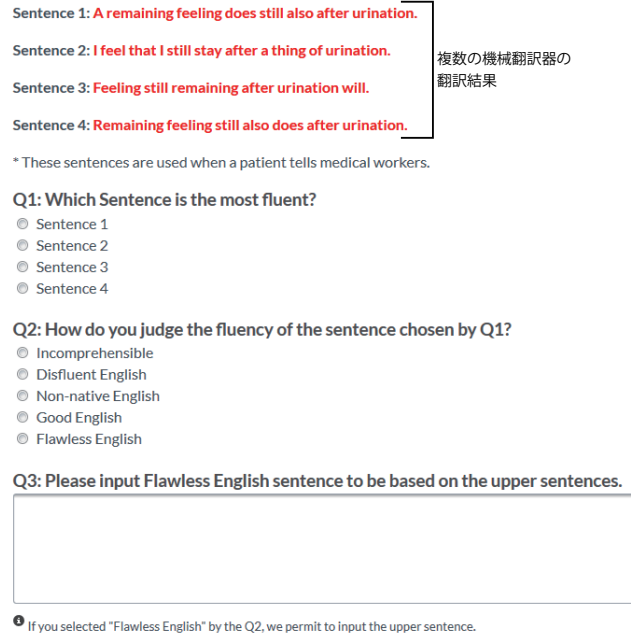 Sentence 1: A remaining feeling does still also after urination.
Sentence 2: I feel that I still stay after a thing of urination.
複数の機械翻訳器の
翻訳結果
Sentence 3: Feeling still remaining after urination will.
Sentence 4: Remaining feeling still also does after urination.
* These sentences are used when a patient tells medical workers.
Q1: Which Sentence is the most fluent?
Sentence 1
Sentence 2
Sentence 3
Sentence 4
Q2: How do you judge the fluency of the sentence chosen by Q1?
Incomprehensible
Disfluent English
Non-native English
Good English
Flawless English
Q3: Please input Flawless English sentence to be based on the upper sentences.
If you selected "Flawless English" by the Q2, we permit to input the upper sentence.